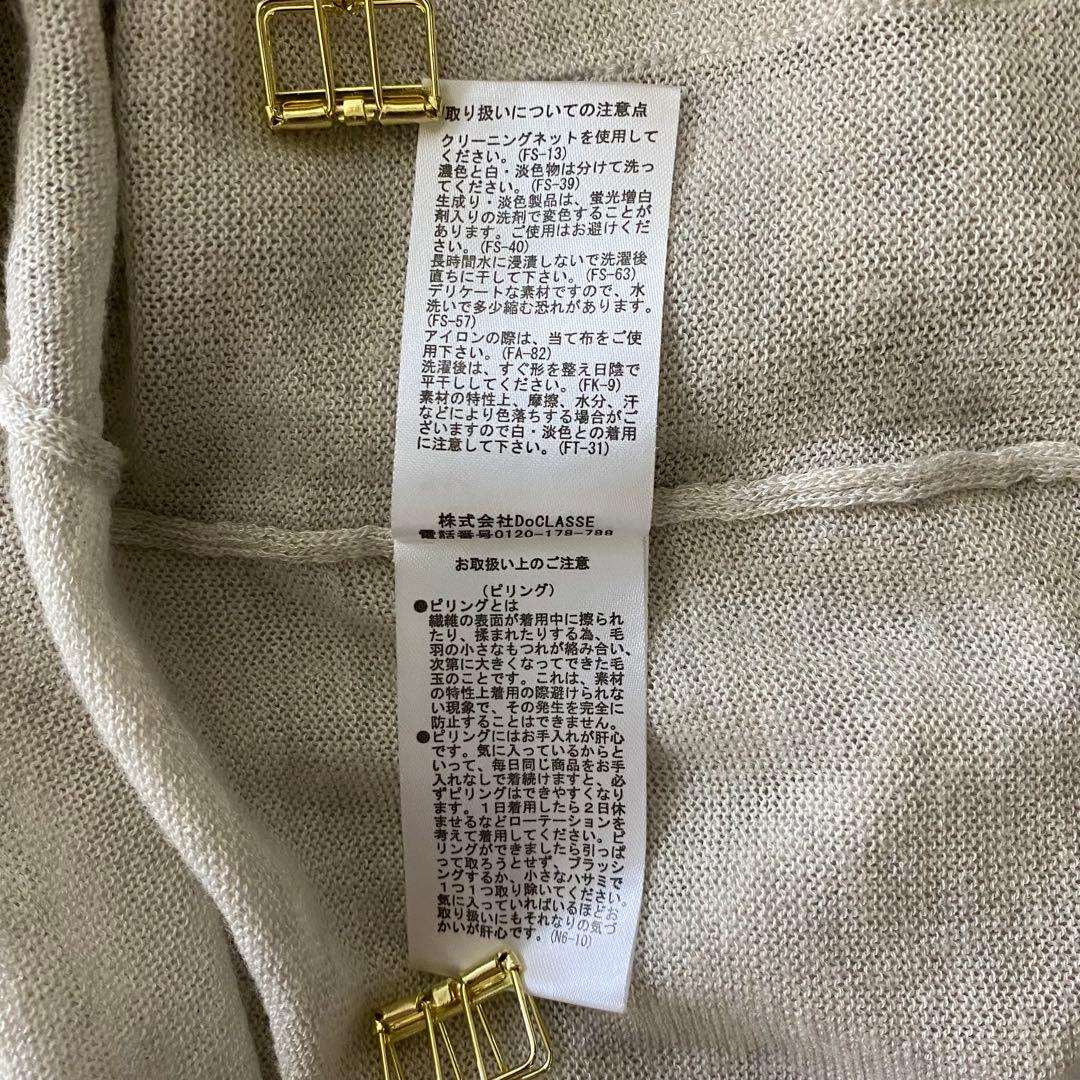 取り扱いについての注意点
クリーニングネットを使用して
ください。(FS-13)
濃色と白・淡色物は分けて洗っ
てください。(FS-39)
生成り・淡色製品は、蛍光増白
剤入りの洗剤で変色することが
あります。ご使用はお避けくだ
さい。(FS-40)
長時間水に浸漬しないで洗濯後
直ちに干して下さい。(FS-63)
デリケートな素材ですので、水
洗いで多少縮む恐れがあります。
(FS-57)
アイロンの際は、当て布をご使
用下さい。(FA-82)
洗濯後は、すぐ形を整え日陰で
平干ししてください。(FK-9)
素材の特性上、摩擦、水分、汗
などにより色落ちする場合がご
ざいますので白・淡色との着用
に注意して下さい。(FT-31)
株式会社DoCLASSE
電話番号0120-178-788
お取扱い上のご注意
(ピリング)
●ピリングとは
繊維の表面が着用中に擦られ
たり、揉まれたりする為、毛
羽の小さなもつれが絡み合い、
次第に大きくなってできた毛
玉のことです。これは、素材
の特性上着用の際避けられな
い現象で、その発生を完全に
防止することはできません。
●ピリングにはお手入れが肝心
です。気に入っているからと
いって、毎日同じ商品をお手
入れなしで着続けますと、必
ずピリングはできやすくなり
ます。1日着用したら2日休
ませるなどローテーションを
考えて着用してください。ピ
リングができましたら引っぱ
って取ろうとせず、ブラッシ
ングするか、小さなハサミで
1つ1つ取り除いてください。
気に入っていればいるほどお
取り扱いにもそれなりの気づ
かいが肝心です。(N6-10)